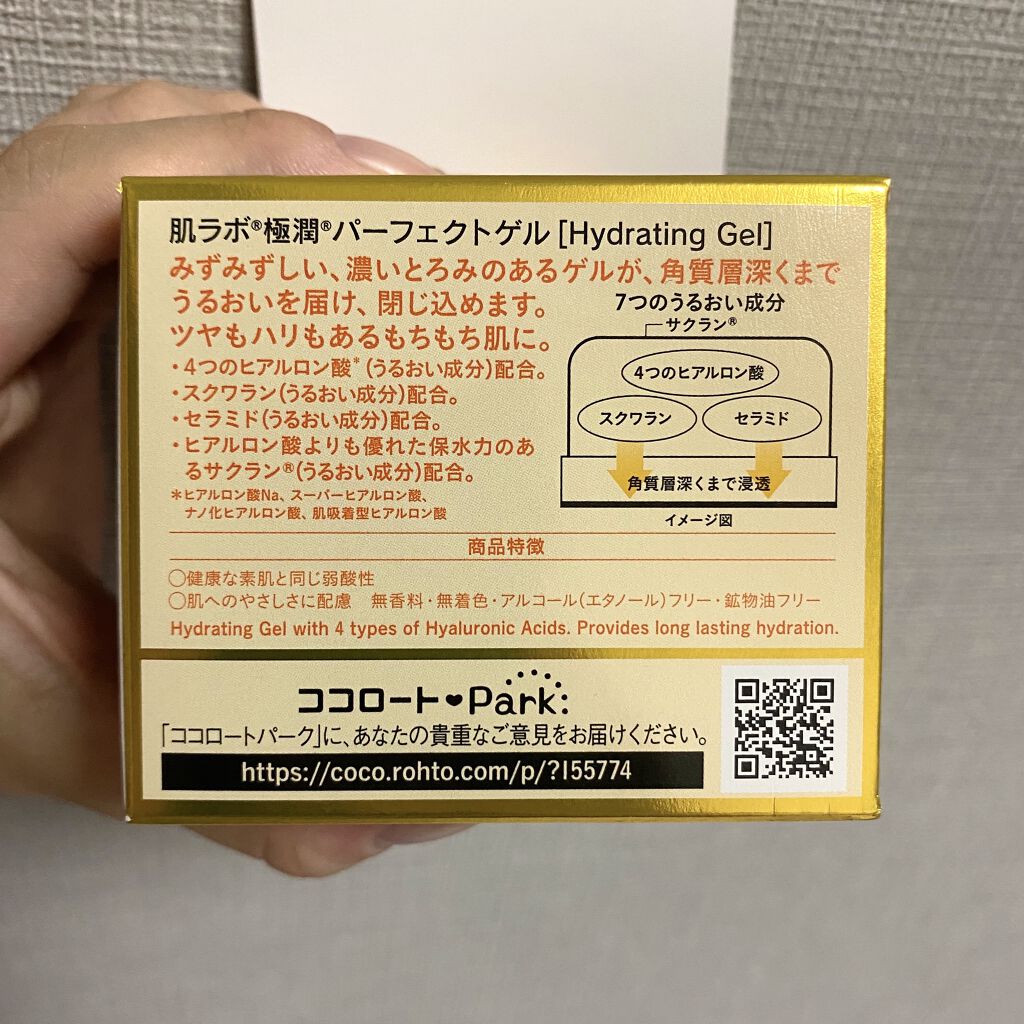 肌ラボ®極潤®パーフェクトゲル [Hydrating Gel]
みずみずしい、濃いとろみのあるゲルが、角質層深くまで
うるおいを届け、閉じ込めます。
ツヤもハリもあるもちもち肌に。
・4つのヒアルロン酸*(うるおい成分)配合。
・スクワラン(うるおい成分)配合。
・セラミド(うるおい成分)配合。
・ヒアルロン酸よりも優れた保水力のあ
るサクラン®(うるおい成分)配合。
*ヒアルロン酸Na、スーパーヒアルロン酸、
ナノ化ヒアルロン酸、肌吸着型ヒアルロン酸
7つのうるおい成分
サクラン®
4つのヒアルロン酸
スクワラン
セラミド
角質層深くまで浸透
イメージ図
商品特徴
○健康な素肌と同じ弱酸性
○肌へのやさしさに配慮 無香料・無着色・アルコール(エタノール)フリー・鉱物油フリー
Hydrating Gel with 4 types of Hyaluronic Acids. Provides long lasting hydration.
ココロート♥Park:
「ココロートパーク」に、あなたの貴重なご意見をお届けください。
https://coco.rohto.com/p/?I55774